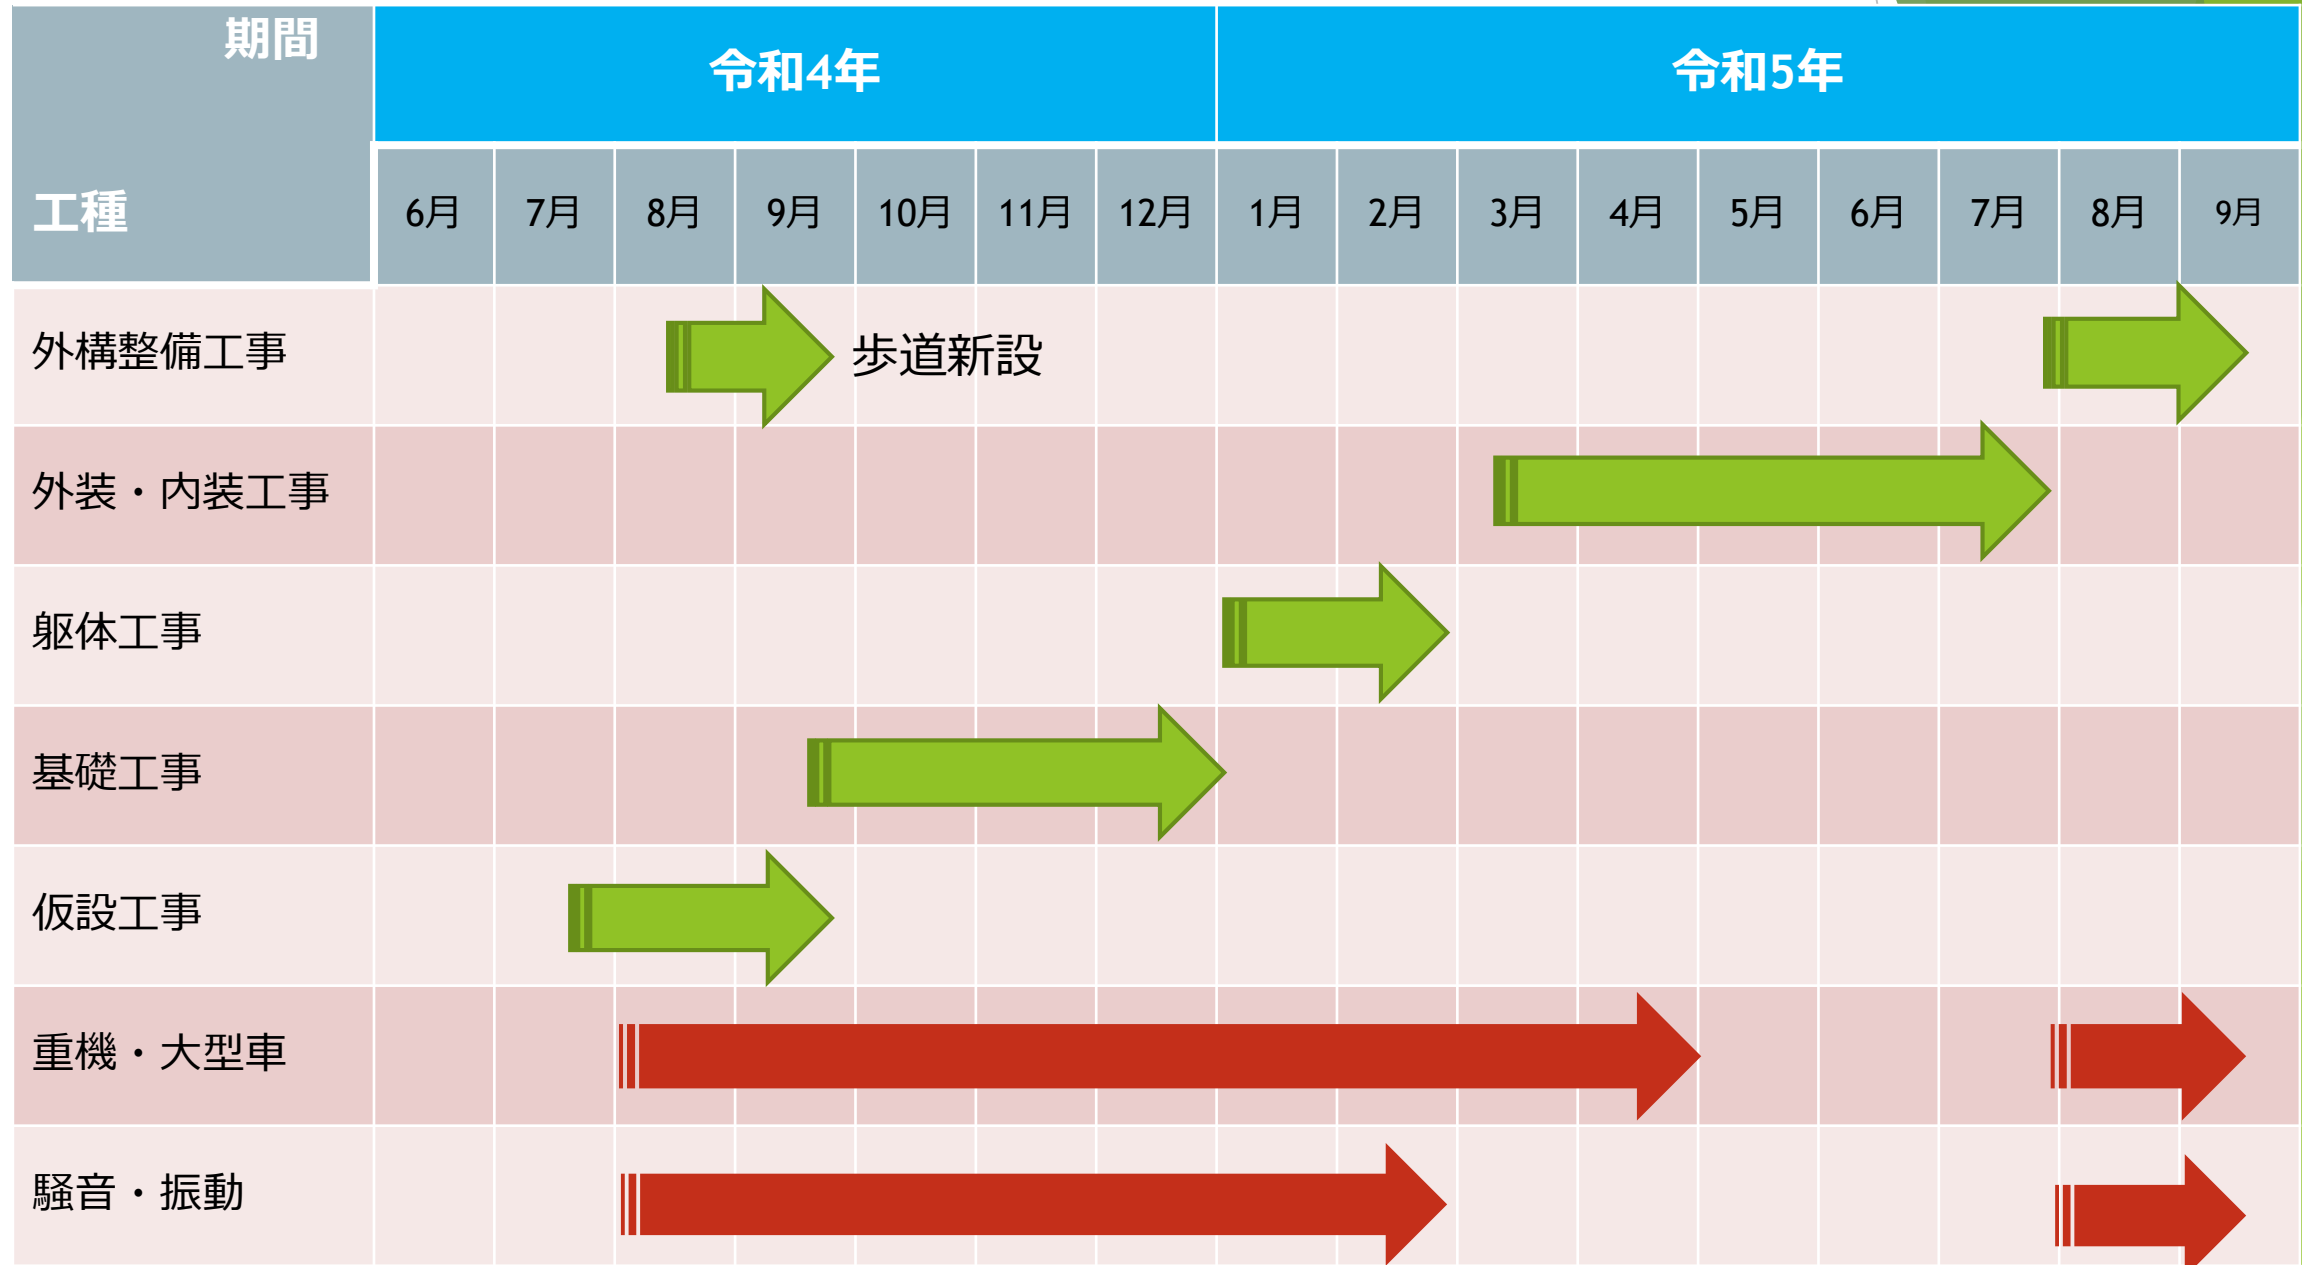 期間
令和4年 令和5年
工種
6月 7月 8月 9月 10月 11月 12月 1月 2月 3月 4月 5月 6月 7月 8月 9月
外構整備工事 歩道新設
外装・内装工事
躯体工事
基礎工事
仮設工事
重機・大型車
騒音・振動